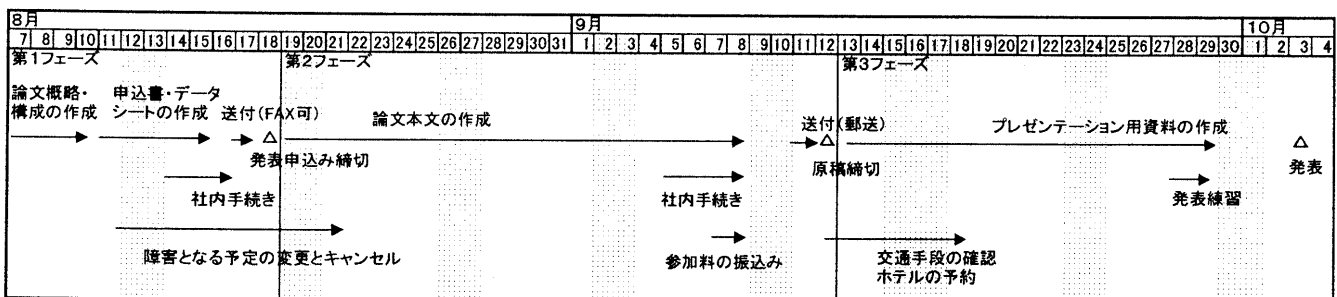 8月 9月 10月
7 8 9 10 11 12 13 14 15 16 17 18 19 20 21 22 23 24 25 26 27 28 29 30 31 1 2 3 4 5 6 7 8 9 10 11 12 13 14 15 16 17 18 19 20 21 22 23 24 25 26 27 28 29 30 1 2 3 4
第1フェーズ 第2フェーズ 第3フェーズ
論文概略・ 申込書・データ
構成の作成 シートの作成 送付(FAX可) 論文本文の作成 送付(郵送) プレゼンテーション用資料の作成
発表申込み締切 原稿締切 発表
社内手続き 社内手続き 発表練習
障害となる予定の変更とキャンセル 参加料の振込み 交通手段の確認
ホテルの予約